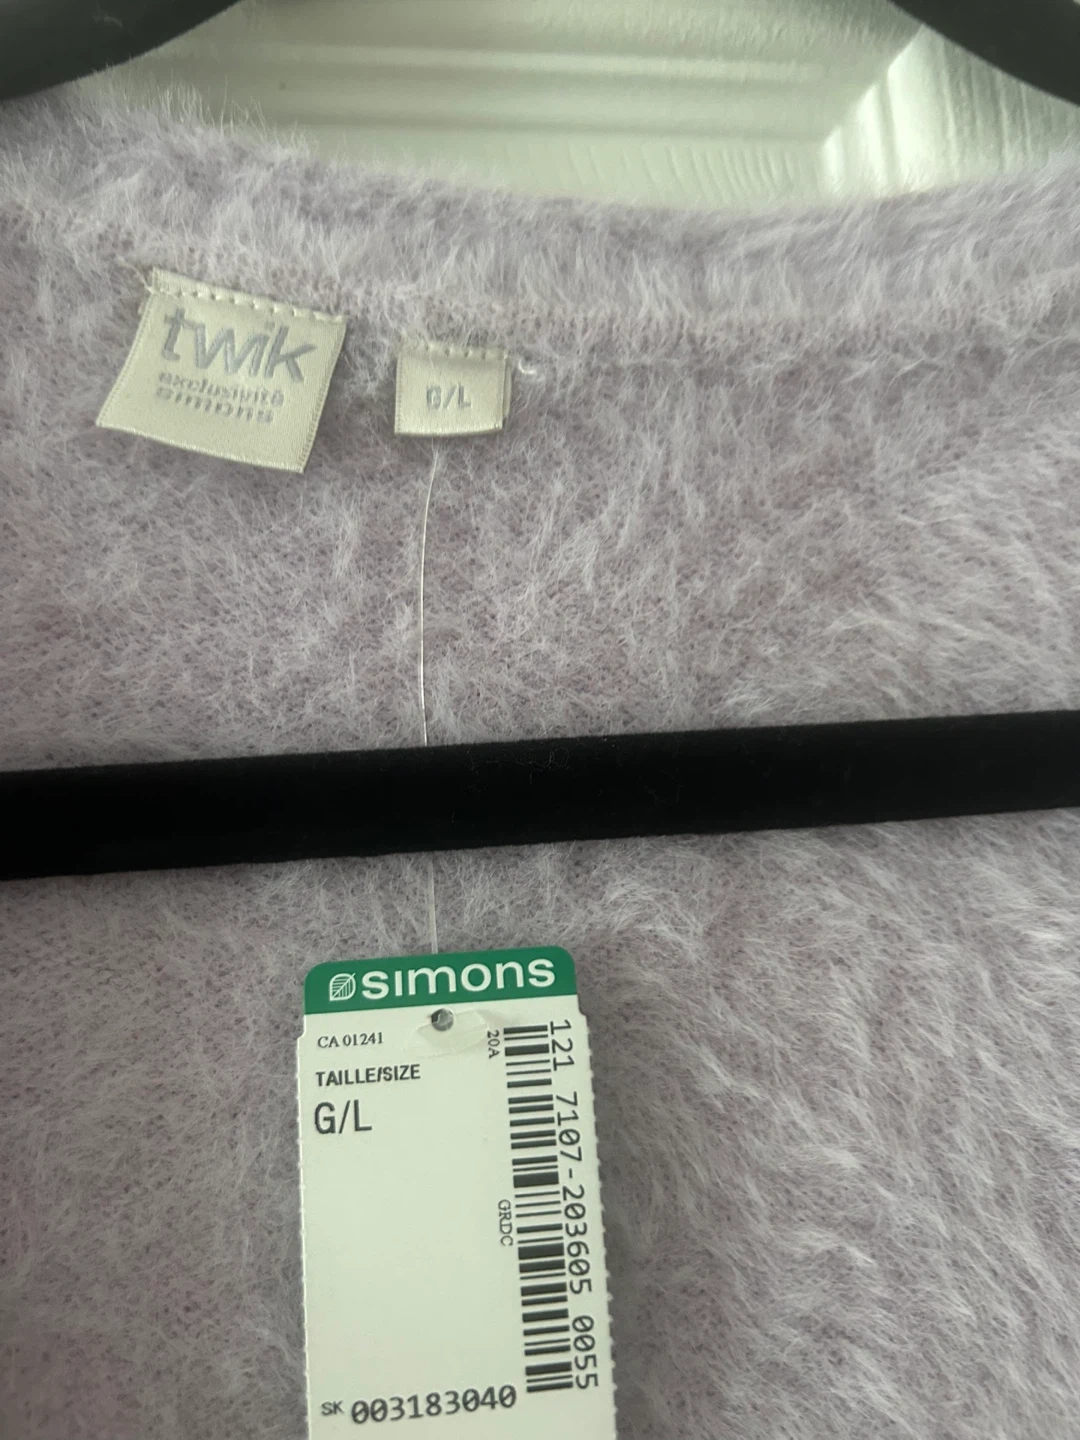 twik
exclusivité
simons
G/L
simons
CA 01241
TAILLE/SIZE
G/L
20A
GRDC
121 7107-203605 0055
SK 003183040